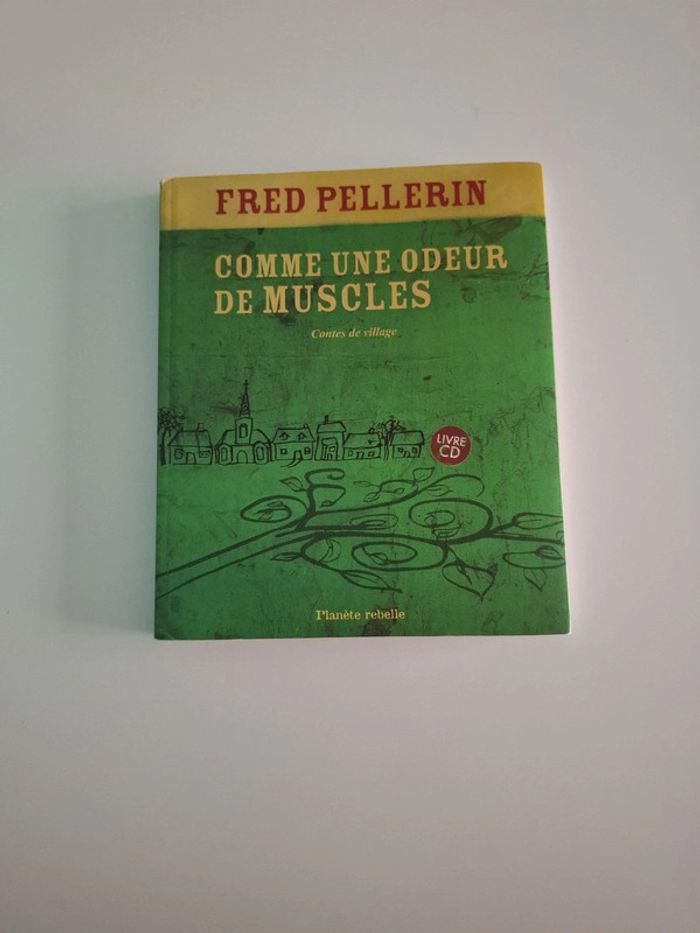 FRED PELLERIN
COMME UNE ODEUR
DE MUSCLES
Contes de village
LIVRE
CD
Planète rebelle